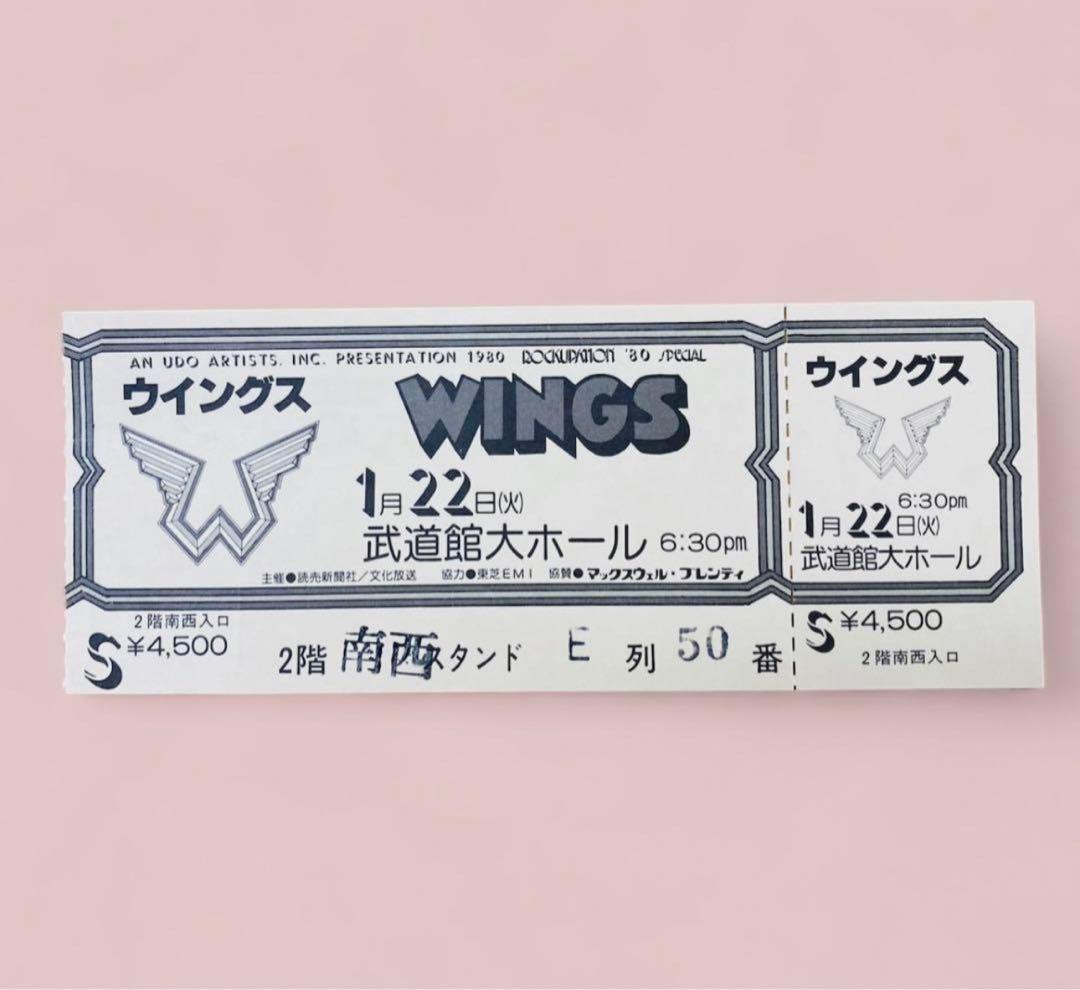 AN UDO ARTISTS. INC. PRESENTATION 1980 ROCKUPATION '80 SPECIAL
ウイングス
WINGS
1月22日(火)
武道館大ホール 6:30pm
主催●読売新聞社/文化放送 協力●東芝EMI 協賛●マックスウェル・プレンティ
2階南西入口
S ¥4,500
2階 南西スタンド E 列 50 番
ウイングス
6:30pm
1月22日(火)
武道館大ホール
S ¥4,500
2階南西入口